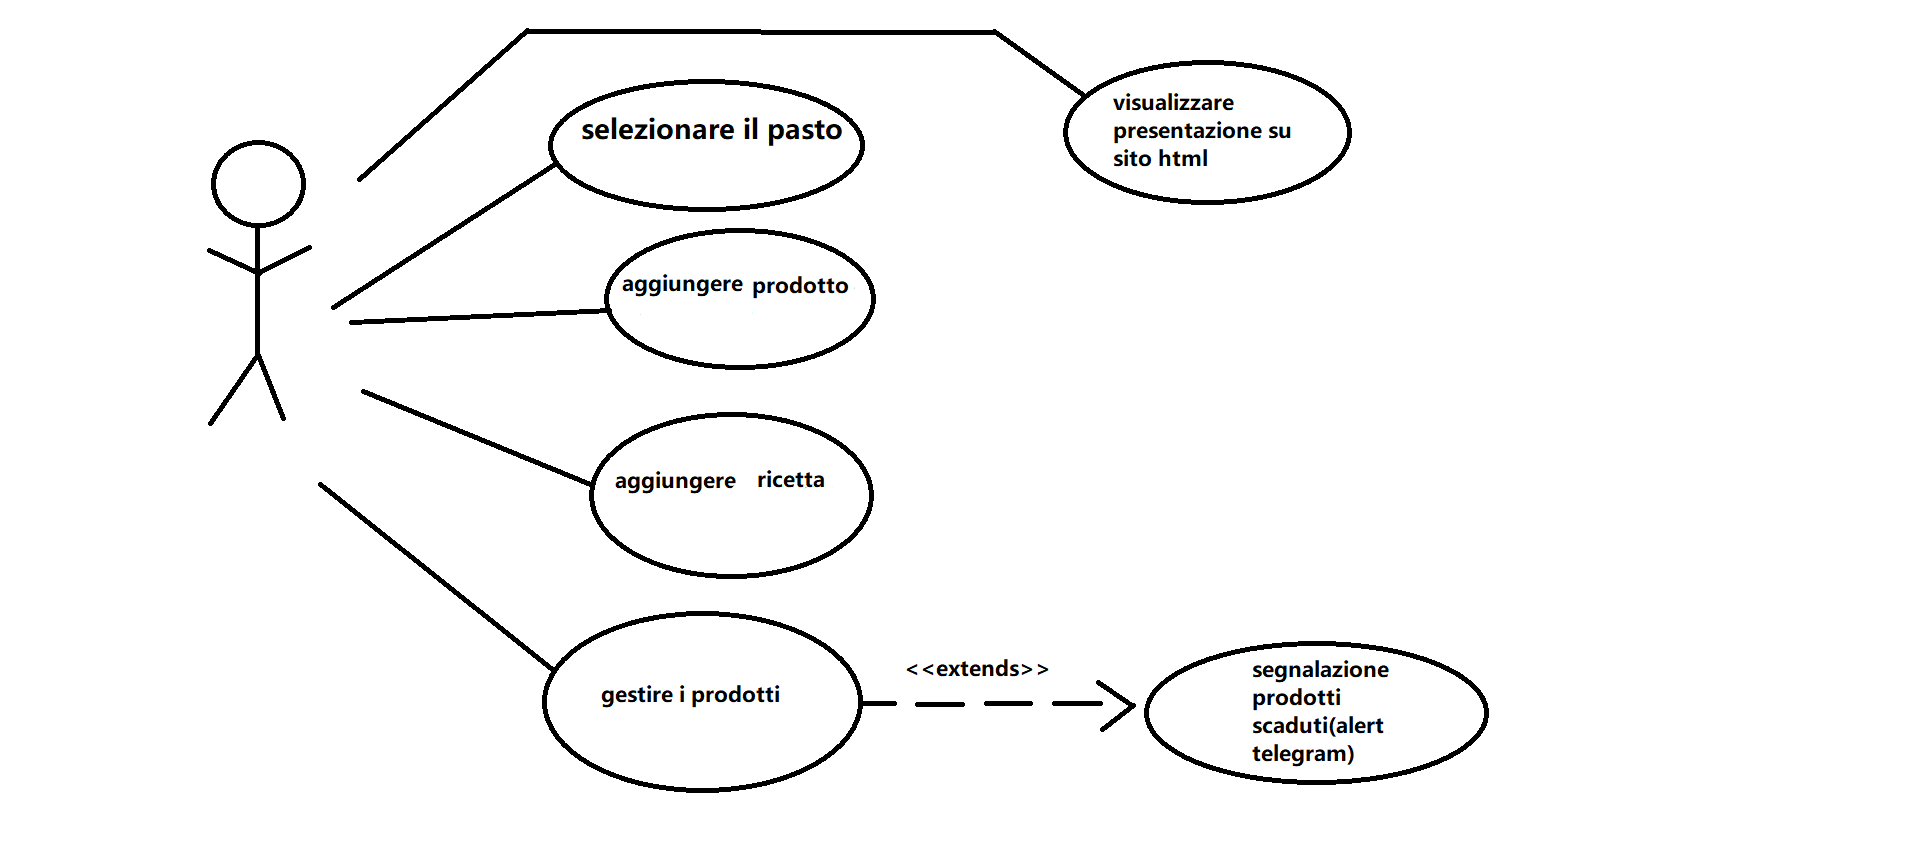 visualizzare
presentazione su
sito html
selezionare il pasto
aggiungere prodotto
aggiungere ricetta
gestire i prodotti
<<extends>>
segnalazione
prodotti
scaduti(alert
telegram)